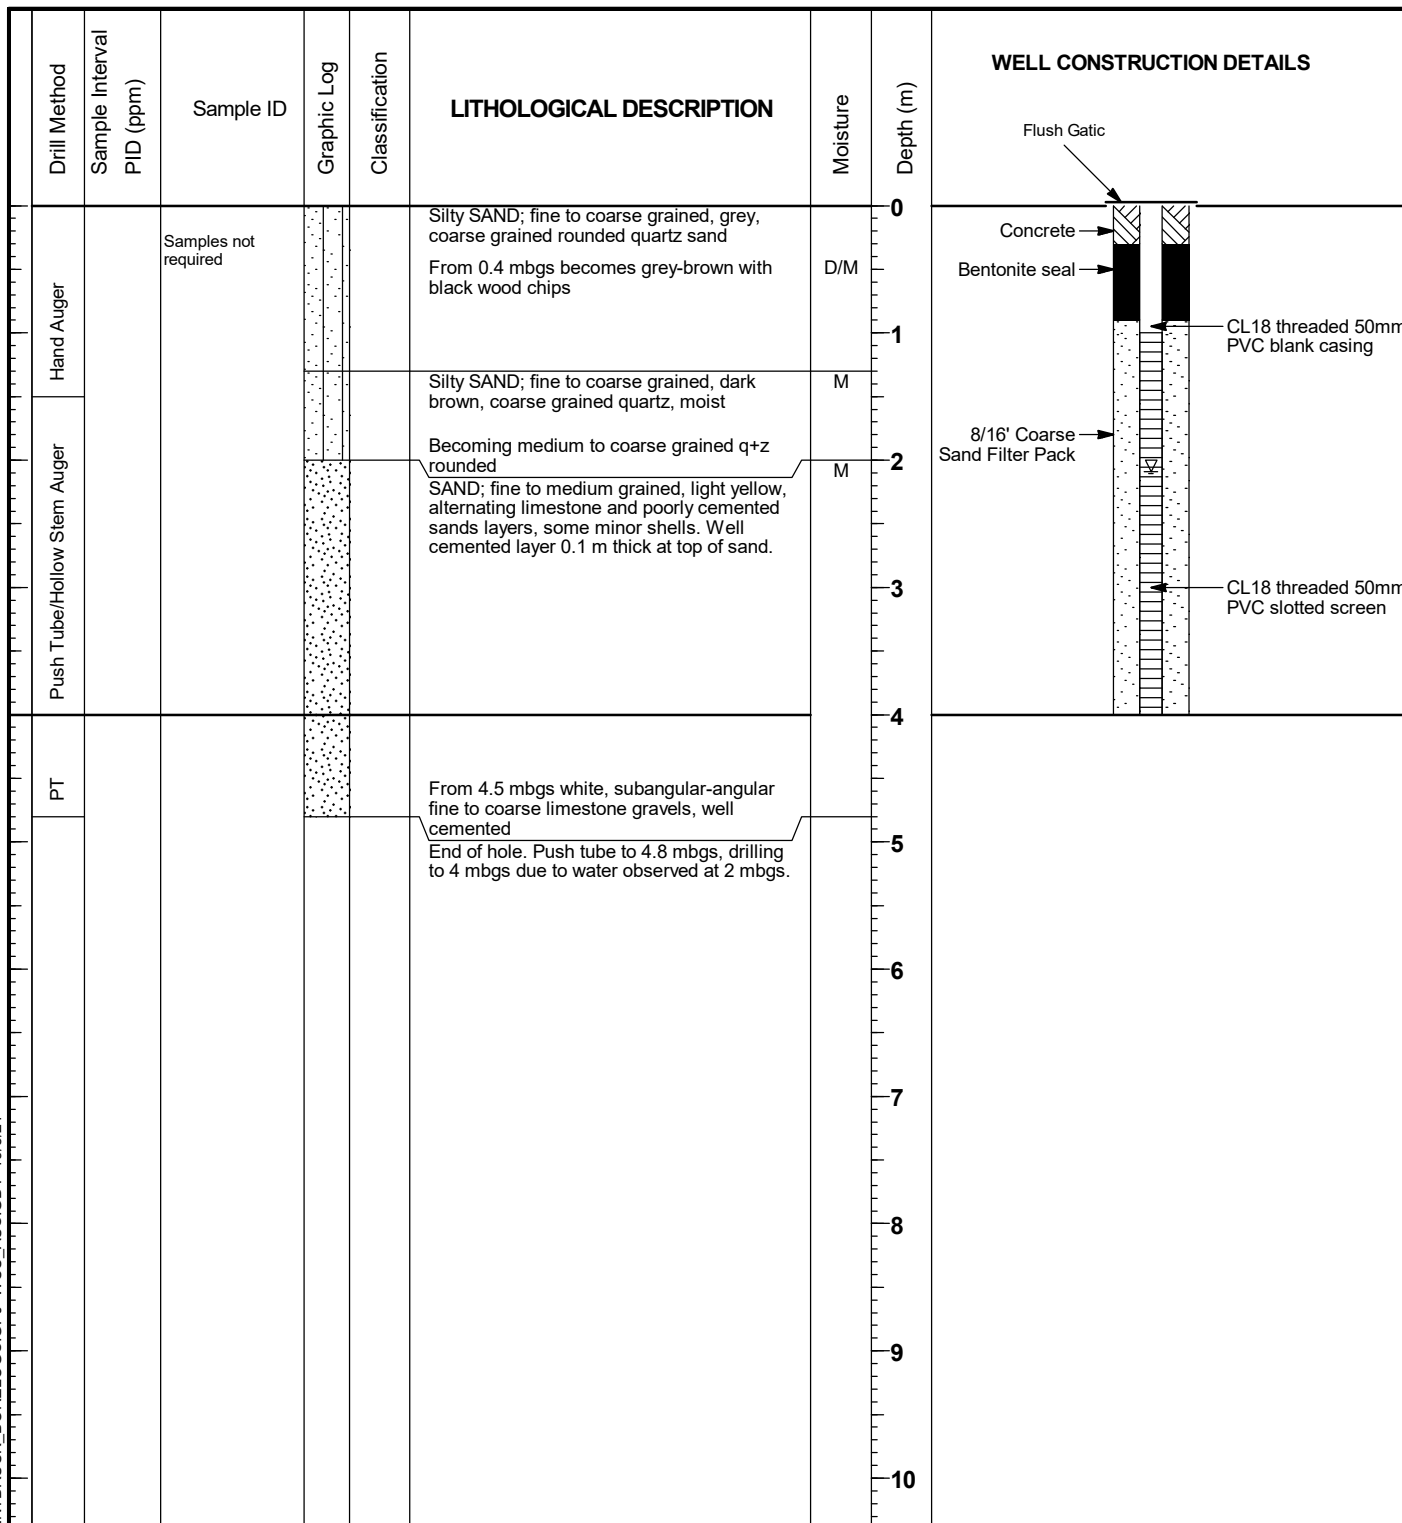 Drill Method
Sample Interval
PID (ppm)
Sample ID
Graphic Log
Classification
LITHOLOGICAL DESCRIPTION
Moisture
Depth (m)
WELL CONSTRUCTION DETAILS
Flush Gatic
0
Hand Auger
Samples not
required
Silty SAND; fine to coarse grained, grey,
coarse grained rounded quartz sand
From 0.4 mbgs becomes grey-brown with
black wood chips
D/M
Concrete
Bentonite seal
1
CL18 threaded 50mm
PVC blank casing
Silty SAND; fine to coarse grained, dark
brown, coarse grained quartz, moist
M
Becoming medium to coarse grained q+z
rounded
8/16' Coarse
Sand Filter Pack
2
Push Tube/Hollow Stem Auger
SAND; fine to medium grained, light yellow,
alternating limestone and poorly cemented
sands layers, some minor shells. Well
cemented layer 0.1 m thick at top of sand.
M
3
CL18 threaded 50mm
PVC slotted screen
4
PT
From 4.5 mbgs white, subangular-angular
fine to coarse limestone gravels, well
cemented
5
End of hole. Push tube to 4.8 mbgs, drilling
to 4 mbgs due to water observed at 2 mbgs.
6
7
8
9
10